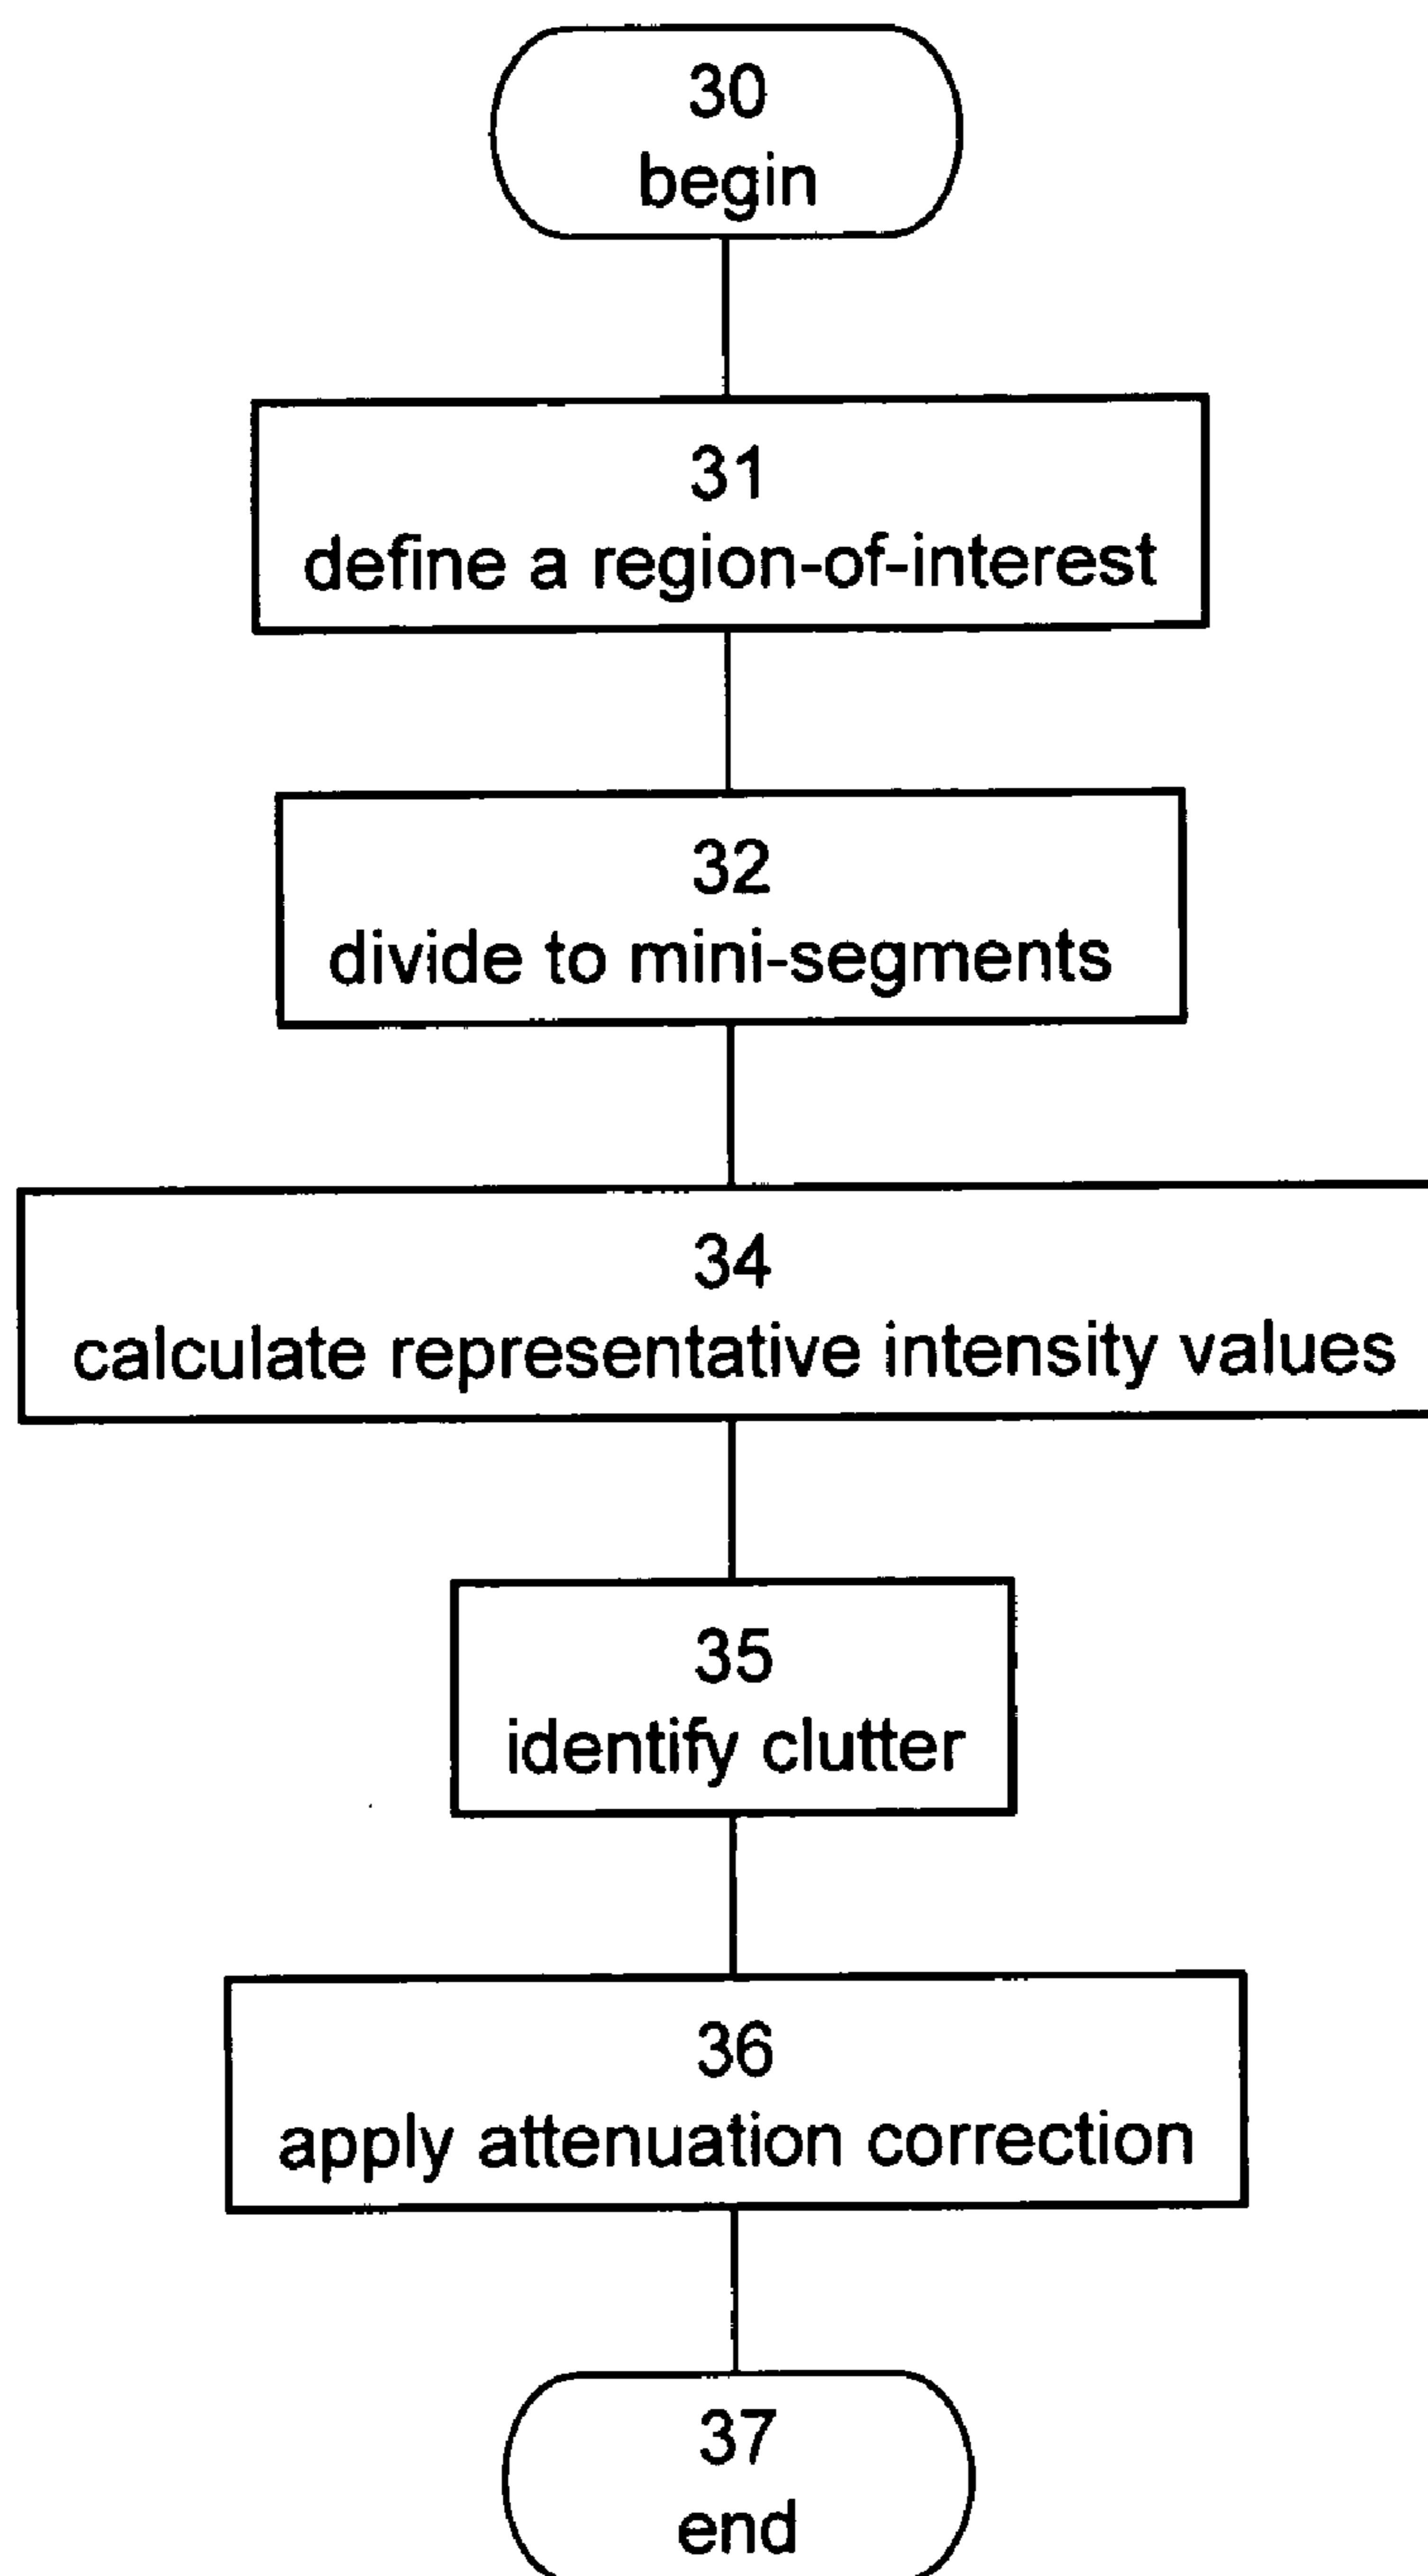 30
begin
31
define a region-of-interest
32
divide to mini-segments
34
calculate representative intensity values
35
identify clutter
36
apply attenuation correction
37
end